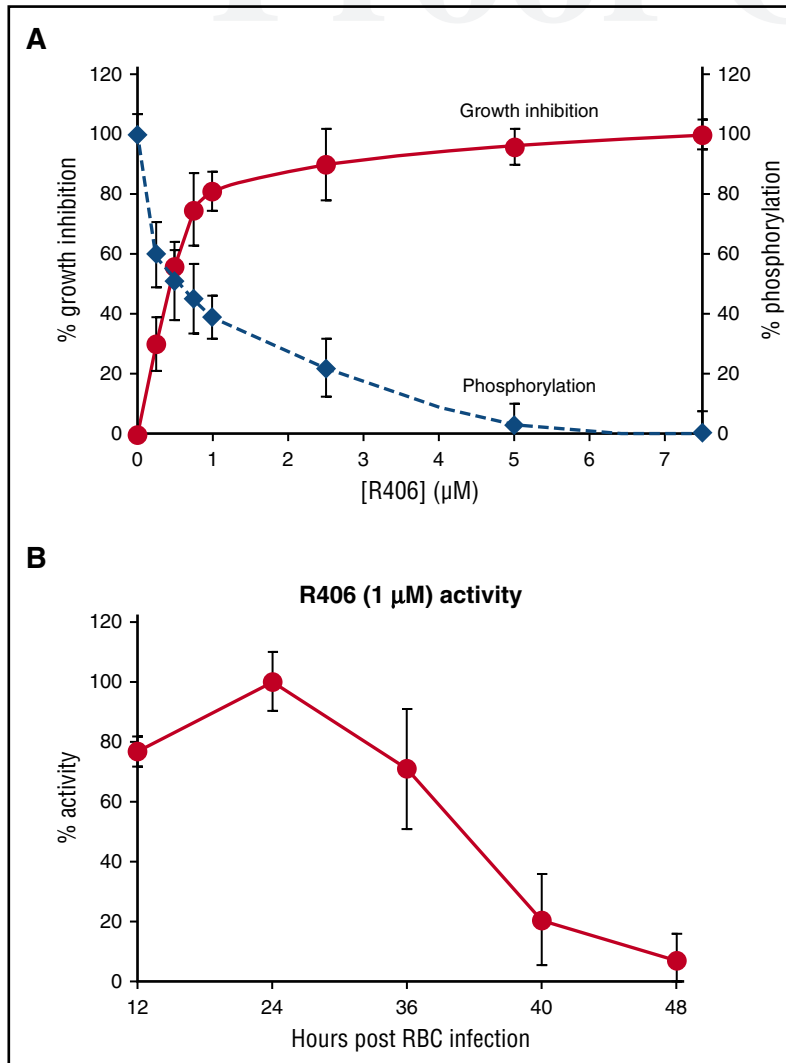 Proof
A
120
100
80
60
40
20
0
% growth inhibition
120
100
80
60
40
20
0
% phosphorylation
Growth inhibition
Phosphorylation
0 1 2 3 4 5 6 7
[R406] (µM)
B
R406 (1 µM) activity
120
100
80
60
40
20
0
% activity
12 24 36 40 48
Hours post RBC infection